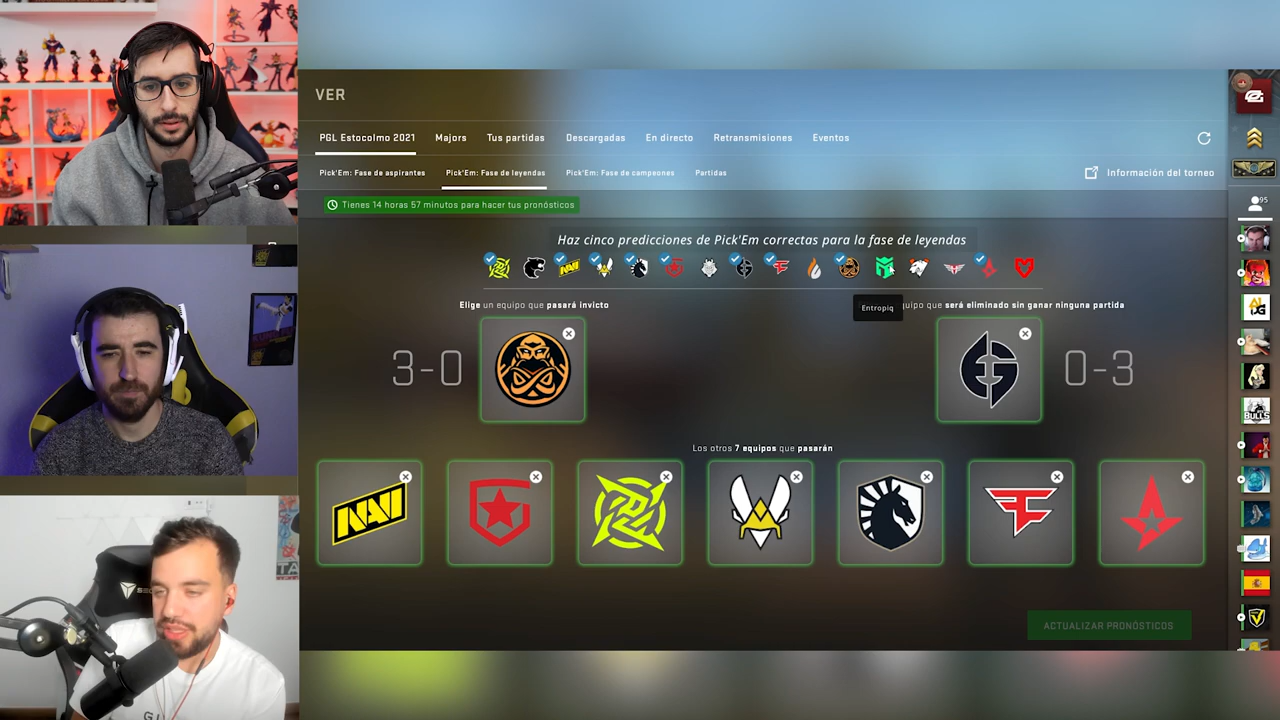 VER
PGL Estocolmo 2021 Majors Tus partidas Descargadas En directo Retransmisiones Eventos
Pick'Em: Fase de aspirantes Pick'Em: Fase de leyendas Pick'Em: Fase de campeones Partidas
Información del torneo
95
Tienes 14 horas 57 minutos para hacer tus pronósticos
Haz cinco predicciones de Pick'Em correctas para la fase de leyendas
Elige un equipo que pasará invicto
Entropiq
quipo que será eliminado sin ganar ninguna partida
3-0
0-3
Los otros 7 equipos que pasarán
NAVI
ACTUALIZAR PRONÓSTICOS
BULLS